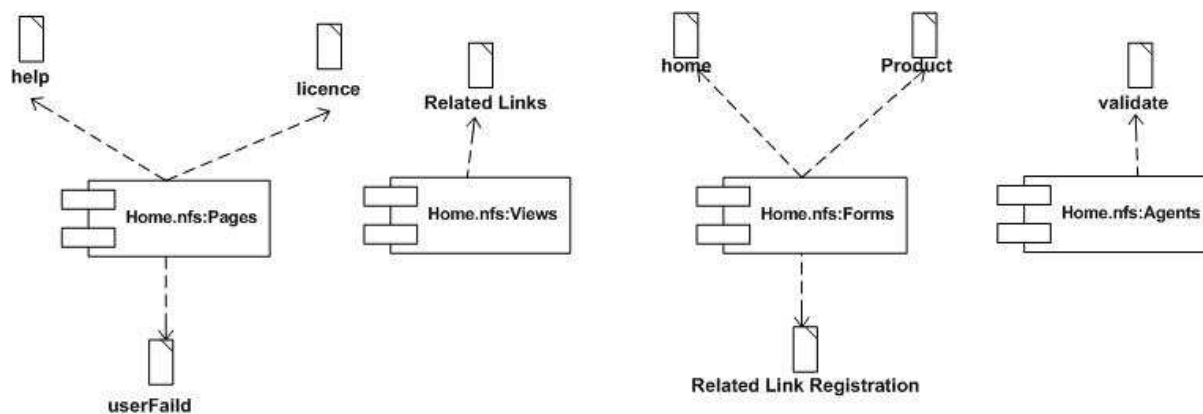 help
licence
home
Product
Related Links
validate
Home.nfs:Pages
Home.nfs:Views
Home.nfs:Forms
Home.nfs:Agents
userFaild
Related Link Registration